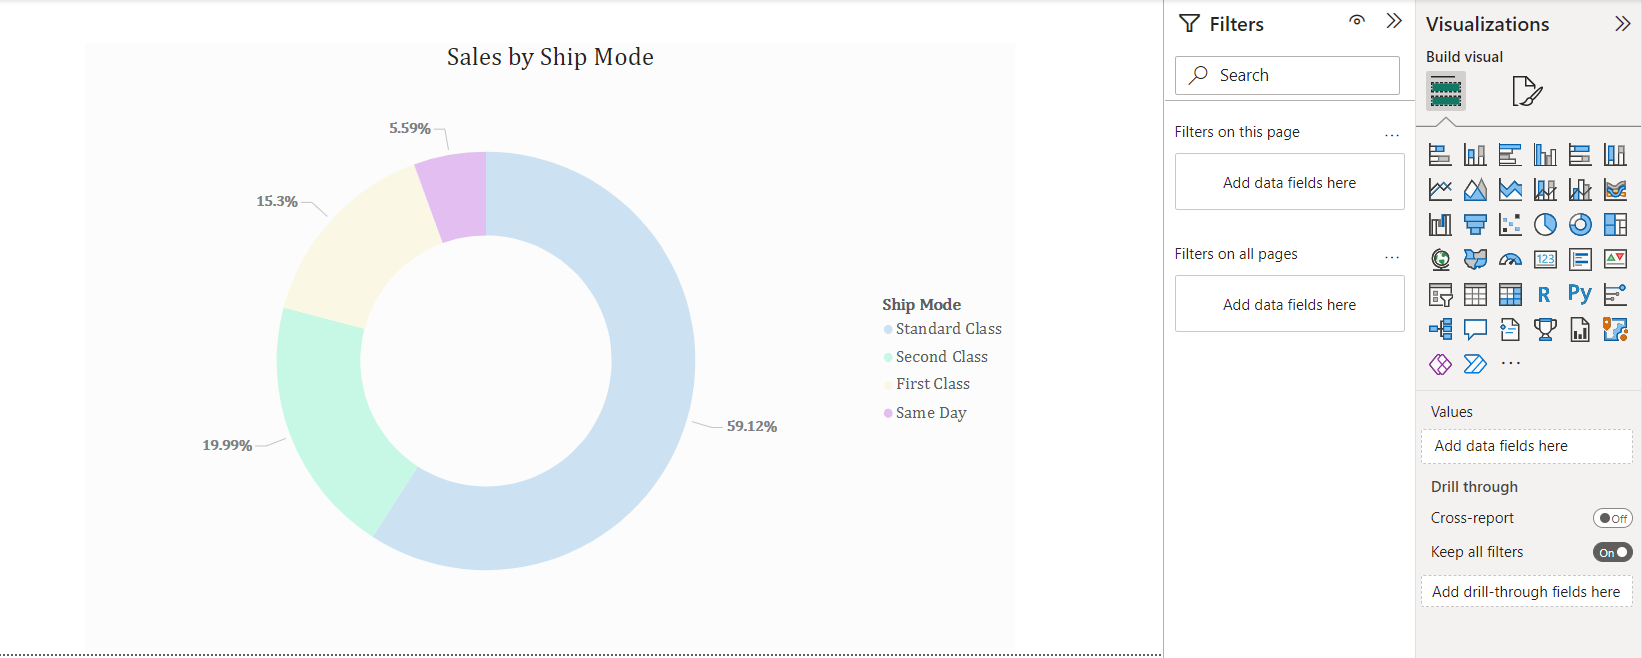 Sales by Ship Mode
5.59%
15.3%
19.99%
59.12%
Ship Mode
Standard Class
Second Class
First Class
Same Day
Filters
Search
Filters on this page
...
Add data fields here
Filters on all pages
...
Add data fields here
Visualizations
Build visual
123
R
Py
...
Values
Add data fields here
Drill through
Cross-report
Off
Keep all filters
On
Add drill-through fields here